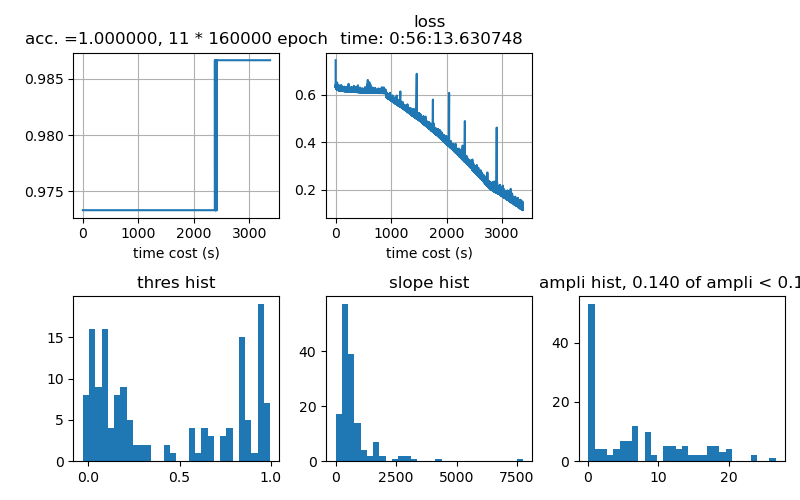 loss
acc. =1.000000, 11 * 160000 epoch time: 0:56:13.630748
0.985
0.980
0.975
0 1000 2000 3000
time cost (s)
0.6
0.4
0.2
0 1000 2000 3000
time cost (s)
thres hist
15
10
5
0
0.0 0.5 1.0
slope hist
40
20
0
0 2500 5000 7500
ampli hist, 0.140 of ampli < 0.1
40
20
0
0 10 20